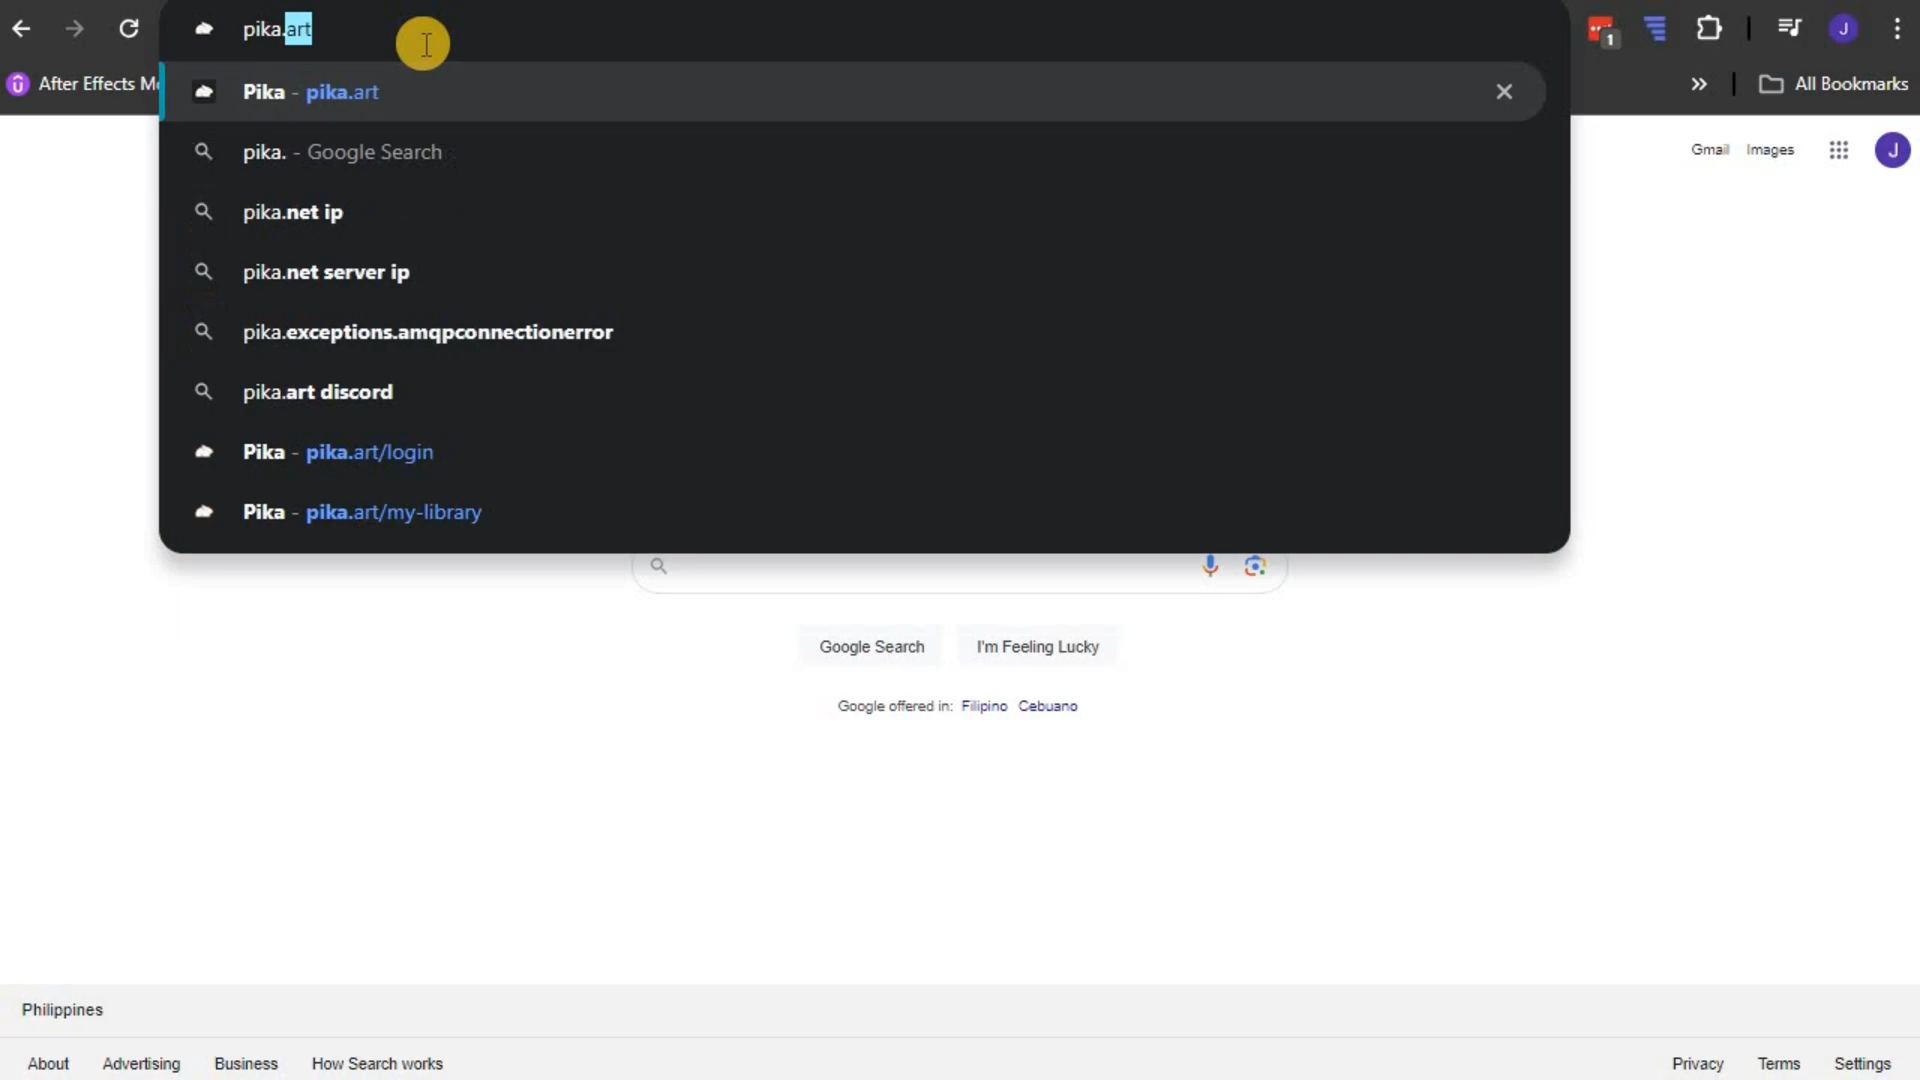 pika.art
1
J
After Effects Mo
Pika - pika.art
All Bookmarks
pika. - Google Search
Gmail Images J
pika.net ip
pika.net server ip
pika.exceptions.amqpconnectionerror
pika.art discord
Pika - pika.art/login
Pika - pika.art/my-library
Google Search I'm Feeling Lucky
Google offered in: Filipino Cebuano
Philippines
About Advertising Business How Search works Privacy Terms Settings